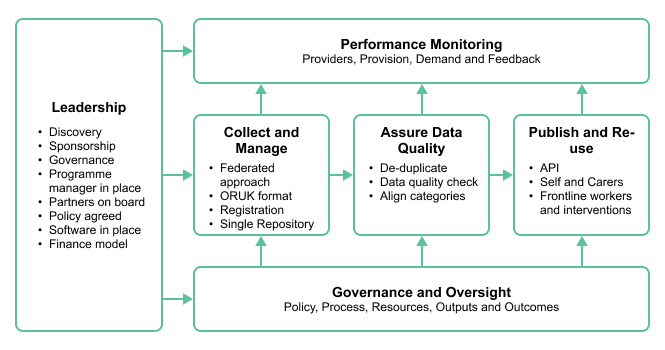 Leadership
• Discovery
• Sponsorship
• Governance
• Programme
manager in place
• Partners on board
• Policy agreed
• Software in place
• Finance model
Performance Monitoring
Providers, Provision, Demand and Feedback
Collect and
Manage
• Federated
approach
• ORUK format
• Registration
• Single Repository
Assure Data
Quality
• De-duplicate
• Data quality check
• Align categories
Publish and Re-
use
• API
• Self and Carers
• Frontline workers
and interventions
Governance and Oversight
Policy, Process, Resources, Outputs and Outcomes